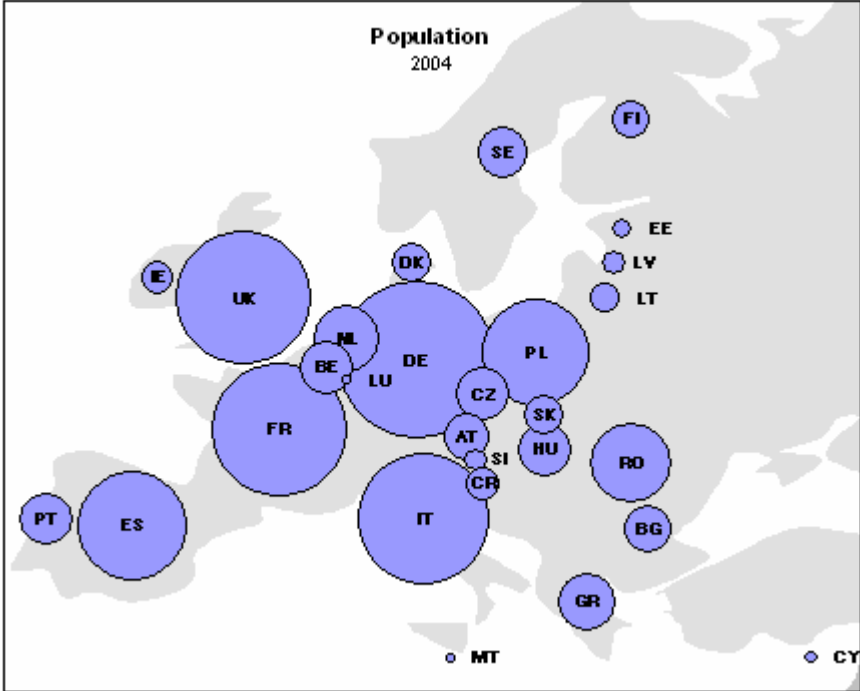 Population
2004
FI
SE
EE
DK
LV
IE
UK
LT
NL
PL
DE
BE
LU
CZ
SK
FR
AT
HU
SI
RO
CR
PT
ES
IT
BG
GR
MT
CY